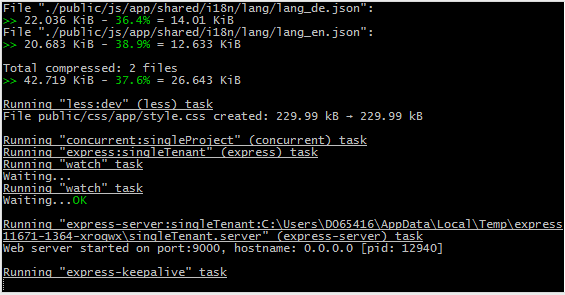 File "./public/js/app/shared/i18n/lang/lang_de.json":
>> 22.036 KiB - 36.4% = 14.01 KiB
File "./public/js/app/shared/i18n/lang/lang_en.json":
>> 20.683 KiB - 38.9% = 12.633 KiB
Total compressed: 2 files
>> 42.719 KiB - 37.6% = 26.643 KiB
Running "less:dev" (less) task
File public/css/app/style.css created: 229.99 kB → 229.99 kB
Running "concurrent:singleProject" (concurrent) task
Running "express:singleTenant" (express) task
Running "watch" task
Waiting...
Running "watch" task
Waiting...OK
Running "express-server:singleTenant:C:\Users\D065416\AppData\Local\Temp\express
11671-1364-xroqwx\singleTenant.server" (express-server) task
Web server started on port:9000, hostname: 0.0.0.0 [pid: 12940]
Running "express-keepalive" task